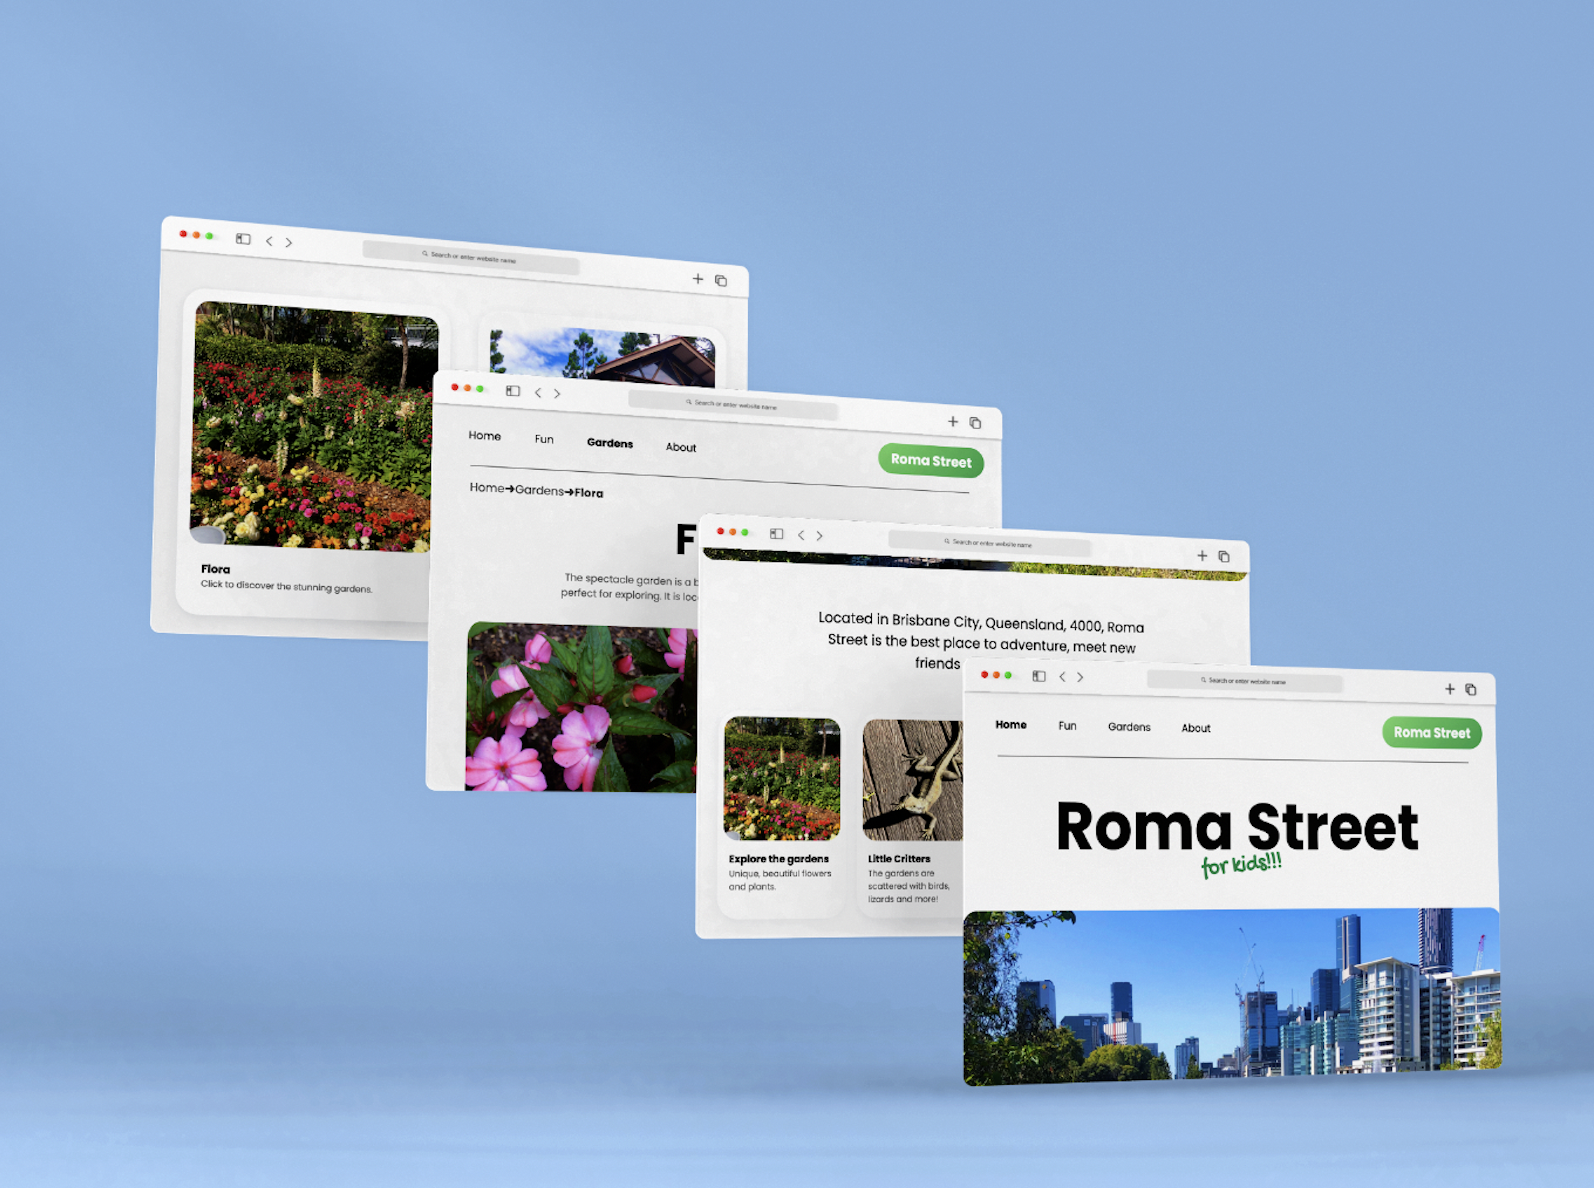 Search or enter website name
Flora
Click to discover the stunning gardens.
Search or enter website name
Home Fun Gardens About Roma Street
Home→Gardens→Flora
F
The spectacle garden is a b
perfect for exploring. It is loc
Search or enter website name
Located in Brisbane City, Queensland, 4000, Roma
Street is the best place to adventure, meet new
friends
Explore the gardens
Unique, beautiful flowers
and plants.
Little Critters
The gardens are
scattered with birds,
lizards and more!
Search or enter website name
Home Fun Gardens About Roma Street
Roma Street
for kids!!!